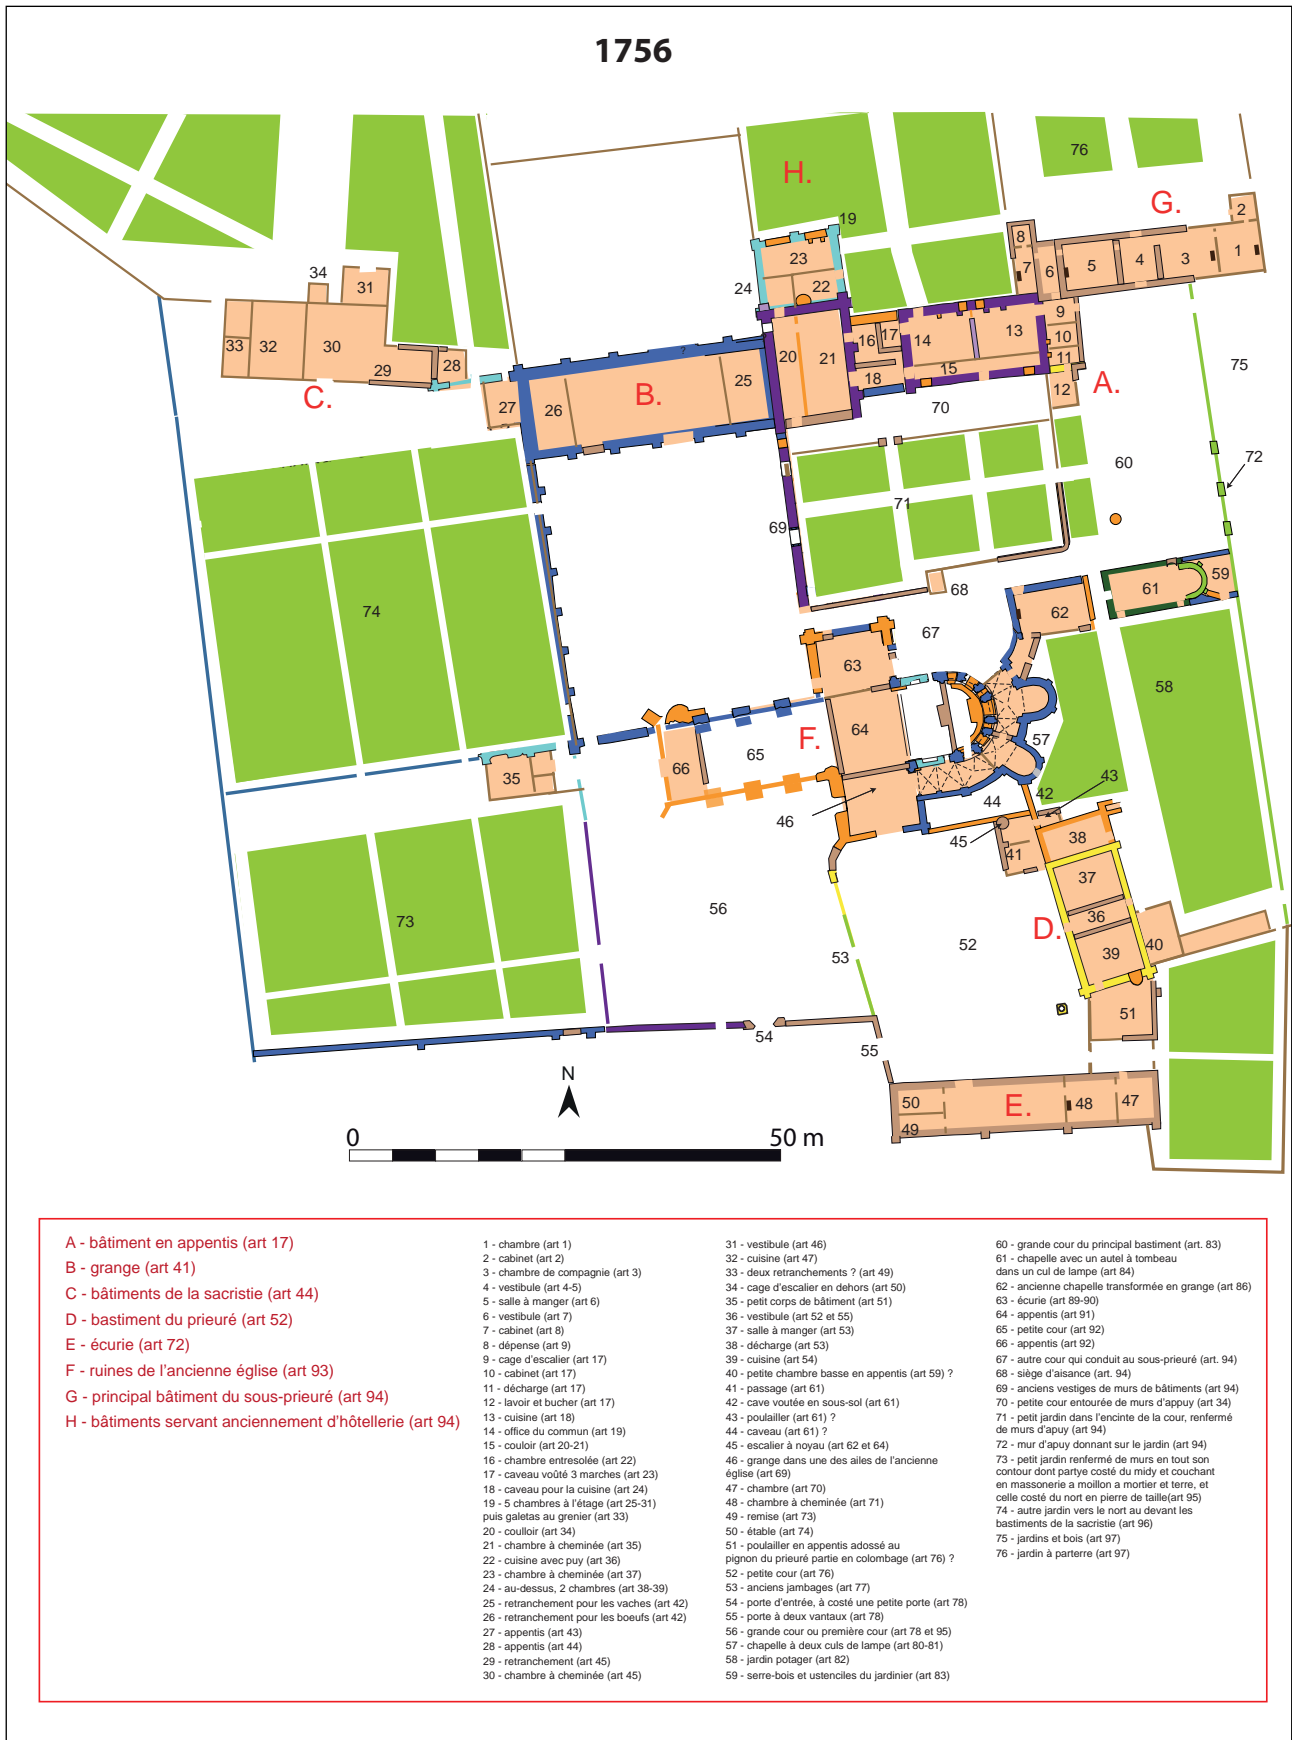 1756
76
H.
G.
19
2
8
23
1
3
4
5
6
7
34
31
24
22
9
33
32
30
20
21
16
17
14
13
10
29
28
18
15
11
12
A.
75
C.
27
26
B.
25
?
70
60
72
71
69
74
68
61
59
62
67
63
58
64
F.
65
57
66
35
43
42
44
46
45
41
38
37
73
56
36
D.
52
40
39
53
51
54
55
N
50
E.
48
47
49
0
50 m
A - bâtiment en appentis (art 17)
B - grange (art 41)
C - bâtiments de la sacristie (art 44)
D - bastiment du prieuré (art 52)
E - écurie (art 72)
F - ruines de l'ancienne église (art 93)
G - principal bâtiment du sous-prieuré (art 94)
H - bâtiments servant anciennement d'hôtellerie (art 94)
1 - chambre (art 1)
2 - cabinet (art 2)
3 - chambre de compagnie (art 3)
4 - vestibule (art 4-5)
5 - salle à manger (art 6)
6 - vestibule (art 7)
7 - cabinet (art 8)
8 - dépense (art 9)
9 - cage d'escalier (art 17)
10 - cabinet (art 17)
11 - décharge (art 17)
12 - lavoir et bucher (art 17)
13 - cuisine (art 18)
14 - office du commun (art 19)
15 - couloir (art 20-21)
16 - chambre entresolée (art 22)
17 - caveau voûté 3 marches (art 23)
18 - caveau pour la cuisine (art 24)
19 - 5 chambres à l'étage (art 25-31)
puis galetas au grenier (art 33)
20 - coulloir (art 34)
21 - chambre à cheminée (art 35)
22 - cuisine avec puy (art 36)
23 - chambre à cheminée (art 37)
24 - au-dessus, 2 chambres (art 38-39)
25 - retranchement pour les vaches (art 42)
26 - retranchement pour les boeufs (art 42)
27 - appentis (art 43)
28 - appentis (art 44)
29 - retranchement (art 45)
30 - chambre à cheminée (art 45)
31 - vestibule (art 46)
32 - cuisine (art 47)
33 - deux retranchements ? (art 49)
34 - cage d'escalier en dehors (art 50)
35 - petit corps de bâtiment (art 51)
36 - vestibule (art 52 et 55)
37 - salle à manger (art 53)
38 - décharge (art 53)
39 - cuisine (art 54)
40 - petite chambre basse en appentis (art 59) ?
41 - passage (art 61)
42 - cave voutée en sous-sol (art 61)
43 - poulailler (art 61) ?
44 - caveau (art 61) ?
45 - escalier à noyau (art 62 et 64)
46 - grange dans une des ailes de l'ancienne
église (art 69)
47 - chambre (art 70)
48 - chambre à cheminée (art 71)
49 - remise (art 73)
50 - étable (art 74)
51 - poulailler en appentis adossé au
pignon du prieuré partie en colombage (art 76) ?
52 - petite cour (art 76)
53 - anciens jambages (art 77)
54 - porte d'entrée, à costé une petite porte (art 78)
55 - porte à deux vantaux (art 78)
56 - grande cour ou première cour (art 78 et 95)
57 - chapelle à deux culs de lampe (art 80-81)
58 - jardin potager (art 82)
59 - serre-bois et ustenciles du jardinier (art 83)
60 - grande cour du principal bastiment (art. 83)
61 - chapelle avec un autel à tombeau
dans un cul de lampe (art 84)
62 - ancienne chapelle transformée en grange (art 86)
63 - écurie (art 89-90)
64 - appentis (art 91)
65 - petite cour (art 92)
66 - appentis (art 92)
67 - autre cour qui conduit au sous-prieuré (art. 94)
68 - siège d'aisance (art. 94)
69 - anciens vestiges de murs de bâtiments (art 94)
70 - petite cour entourée de murs d'appuy (art 34)
71 - petit jardin dans l'encinte de la cour, renfermé
de murs d'apuy (art 94)
72 - mur d'apuy donnant sur le jardin (art 94)
73 - petit jardin renfermé de murs en tout son
contour dont partye costé du midy et couchant
en massonerie a moillon a mortier et terre, et
celle costé du nort en pierre de taille(art 95)
74 - autre jardin vers le nort au devant les
bastiments de la sacristie (art 96)
75 - jardins et bois (art 97)
76 - jardin à parterre (art 97)